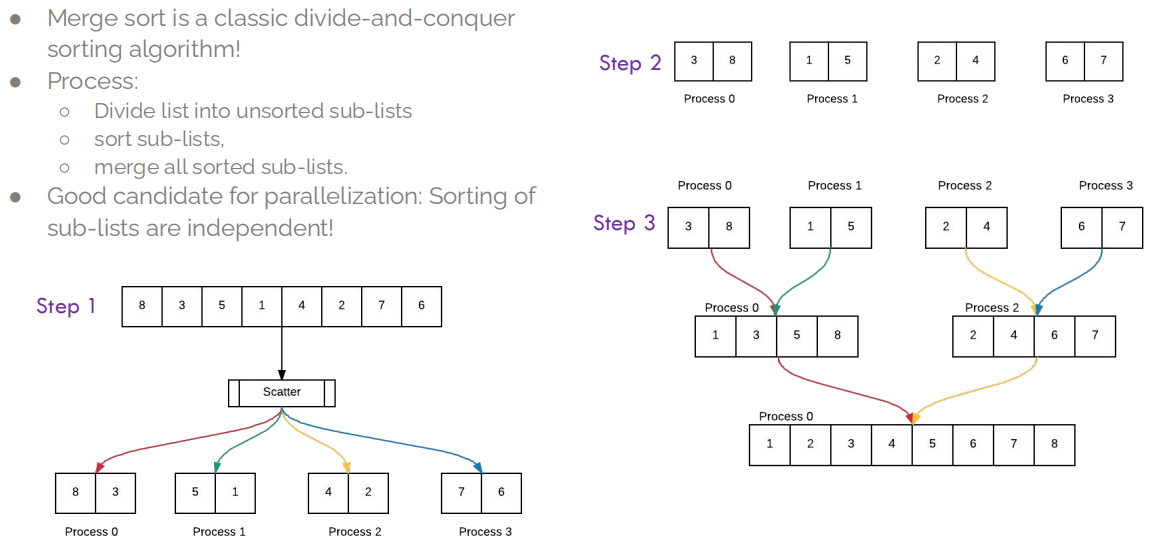 ● Merge sort is a classic divide-and-conquer
sorting algorithm!
● Process:
○ Divide list into unsorted sub-lists
○ sort sub-lists,
○ merge all sorted sub-lists.
● Good candidate for parallelization: Sorting of
sub-lists are independent!
Step 1
8 3 5 1 4 2 7 6
Scatter
8 3 5 1 4 2 7 6
Process 0 Process 1 Process 2 Process 3
Step 2
3 8 1 5 2 4 6 7
Process 0 Process 1 Process 2 Process 3
Process 0 Process 1 Process 2 Process 3
Step 3
3 8 1 5 2 4 6 7
Process 0 Process 2
1 3 5 8 2 4 6 7
Process 0
1 2 3 4 5 6 7 8